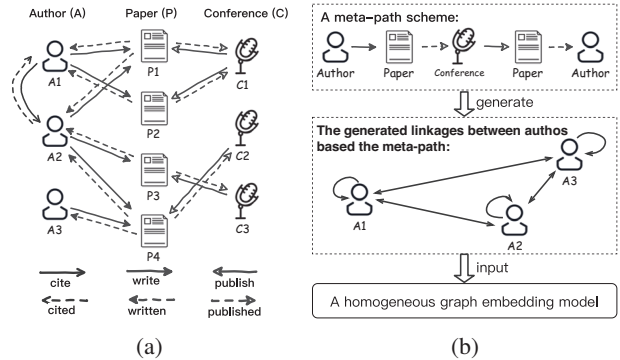 Author (A) Paper (P) Conference (C)
A1
P1
C1
P2
A2
C2
P3
A3
C3
P4
cite write publish
cited written published
(a)
A meta-path scheme:
Author Paper Conference Paper Author
generate
The generated linkages between authos
based the meta-path:
A3
A1
A2
input
A homogeneous graph embedding model
(b)